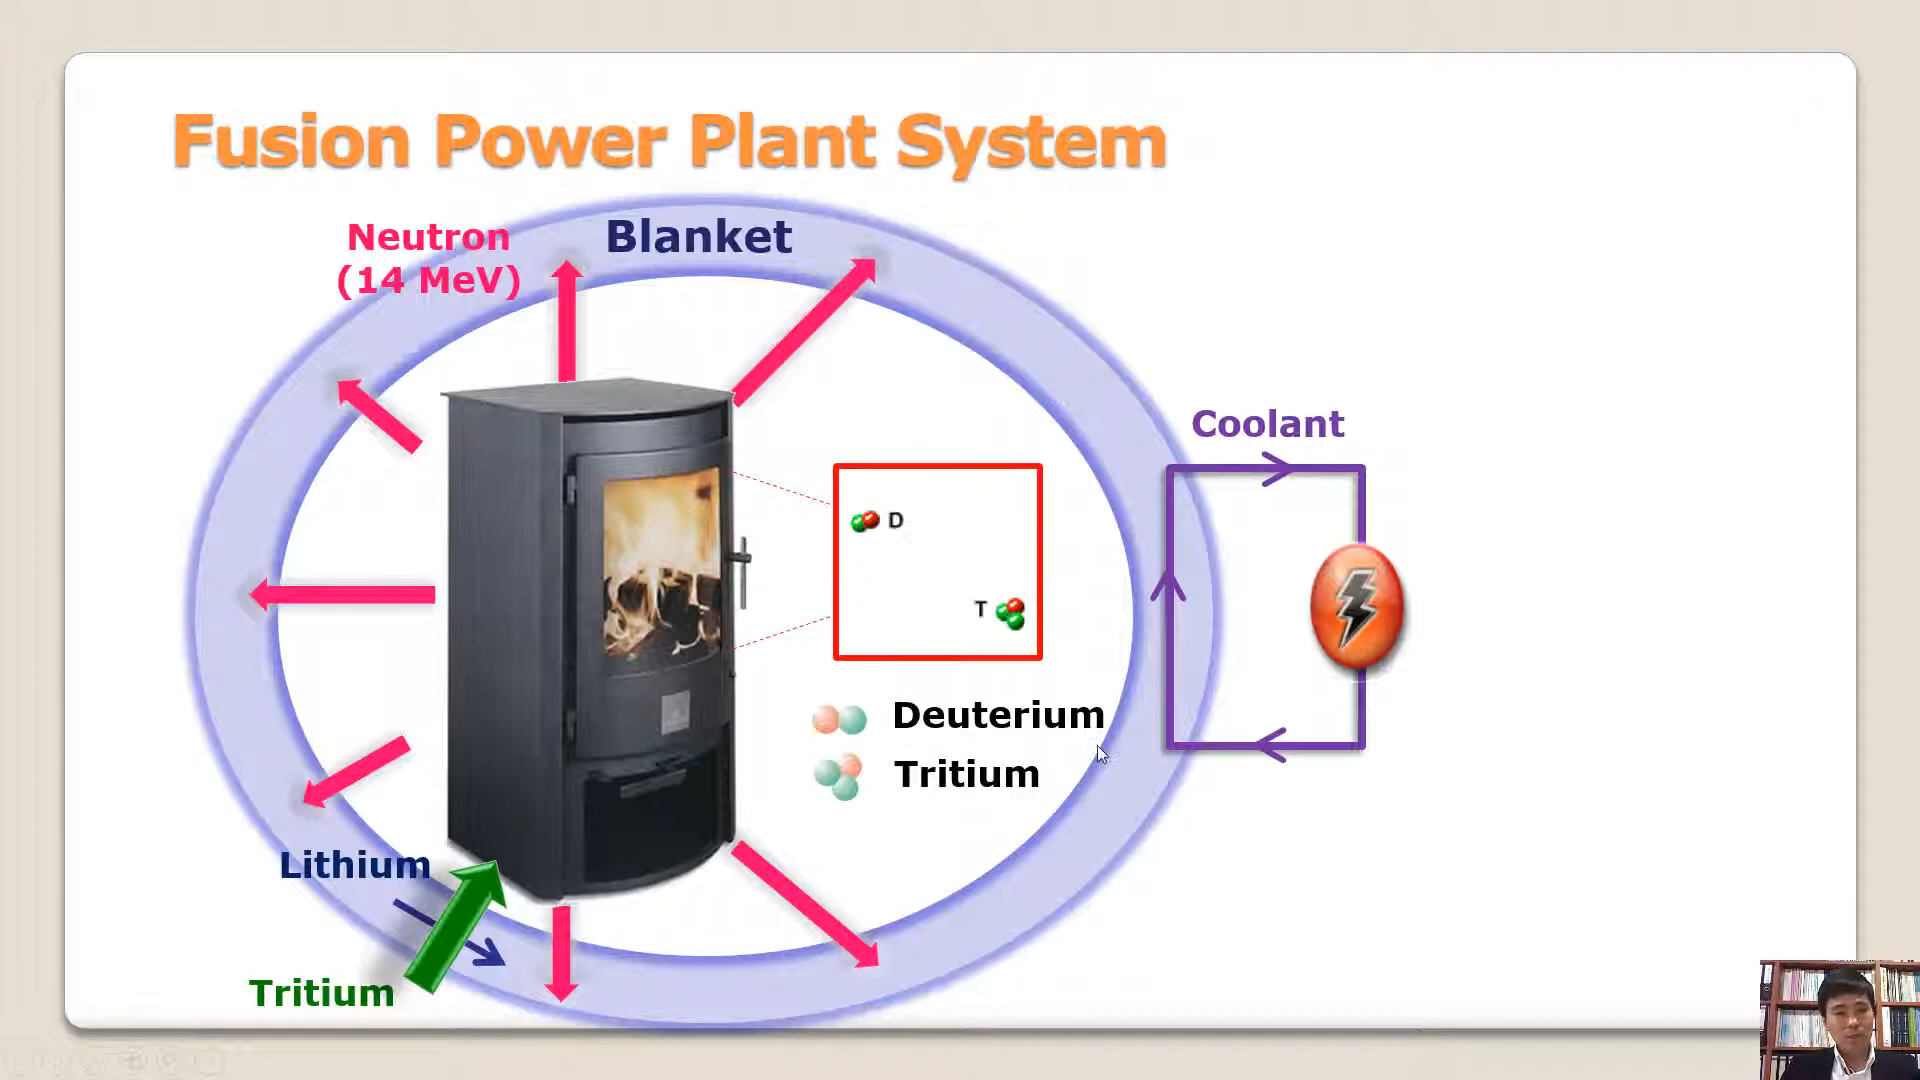 Fusion Power Plant System
Neutron
(14 MeV)
Blanket
Coolant
D
T
Deuterium
Tritium
Lithium
Tritium